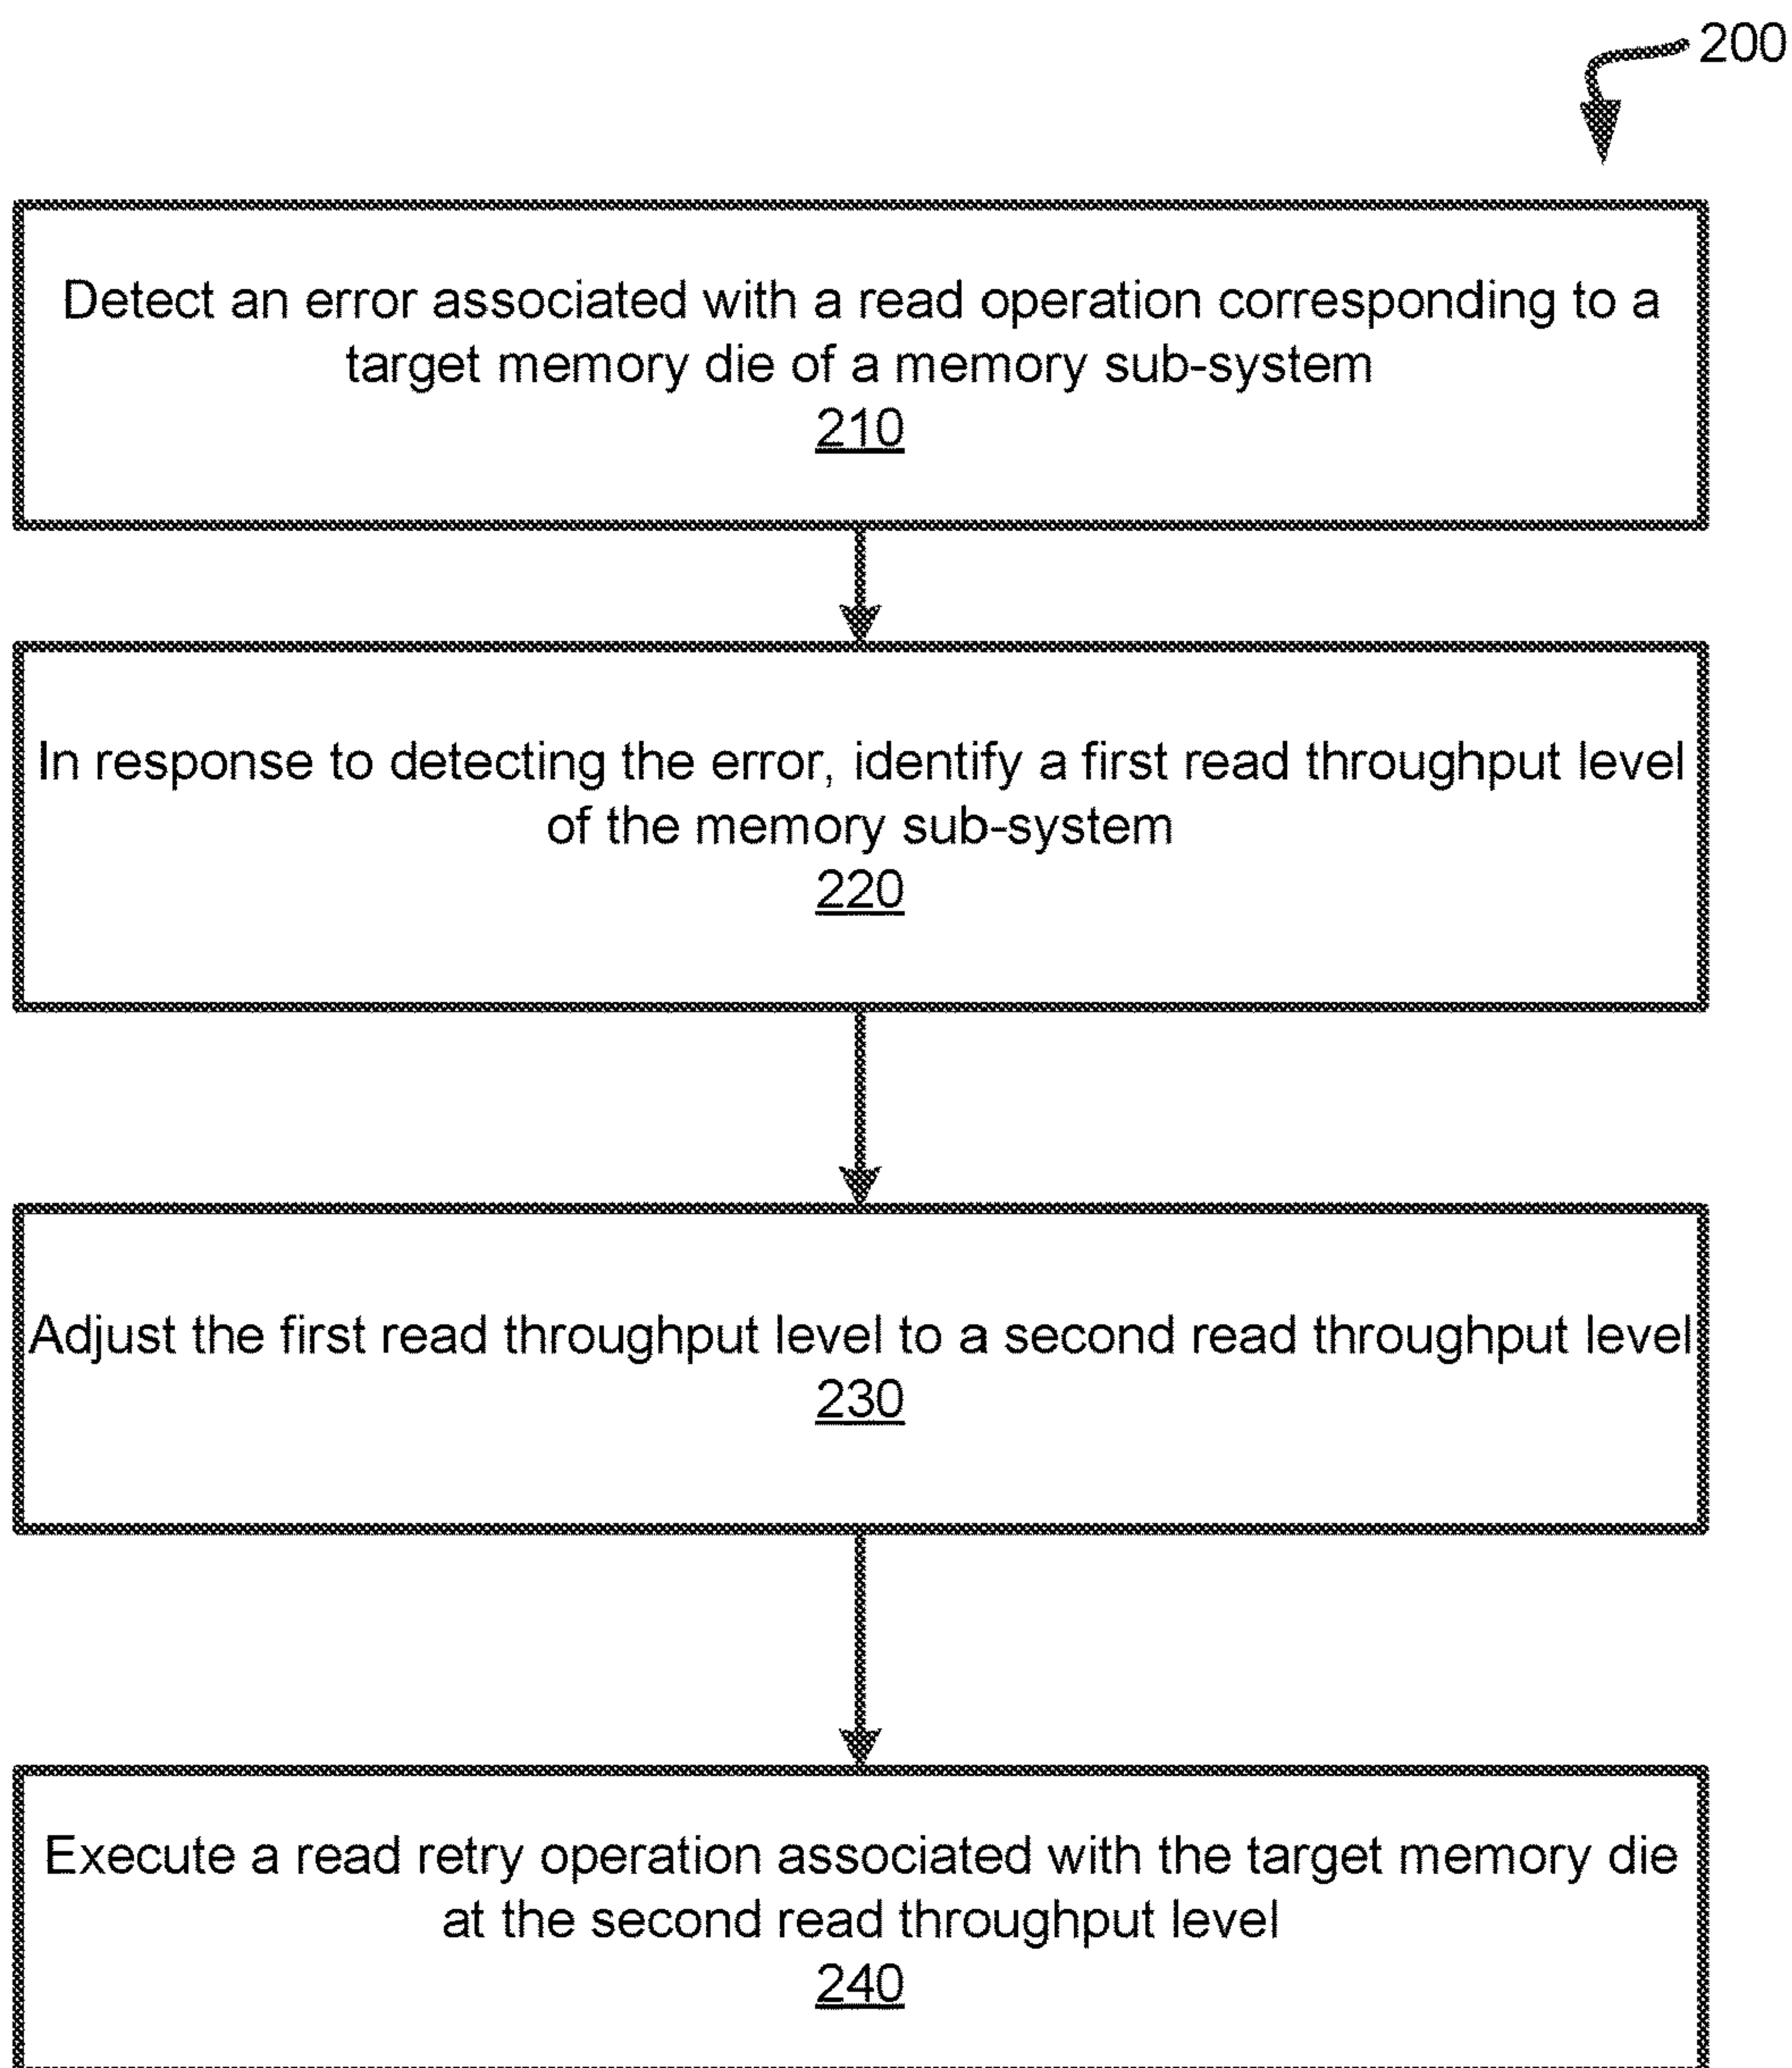 200
Detect an error associated with a read operation corresponding to a
target memory die of a memory sub-system
210
In response to detecting the error, identify a first read throughput level
of the memory sub-system
220
Adjust the first read throughput level to a second read throughput level
230
Execute a read retry operation associated with the target memory die
at the second read throughput level
240